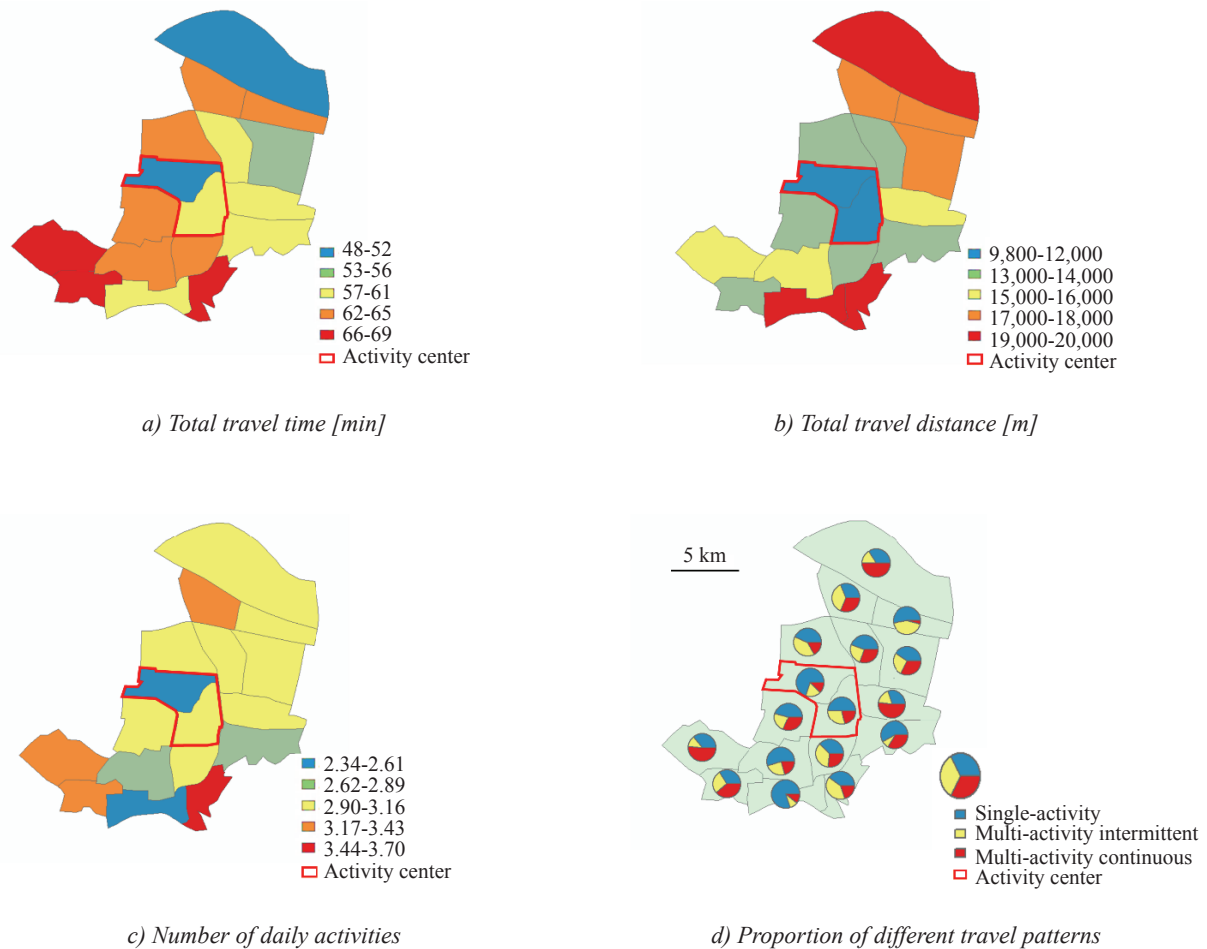 48-52
53-56
57-61
62-65
66-69
Activity center
a) Total travel time [min]
9,800-12,000
13,000-14,000
15,000-16,000
17,000-18,000
19,000-20,000
Activity center
b) Total travel distance [m]
2.34-2.61
2.62-2.89
2.90-3.16
3.17-3.43
3.44-3.70
Activity center
c) Number of daily activities
5 km
Single-activity
Multi-activity intermittent
Multi-activity continuous
Activity center
d) Proportion of different travel patterns